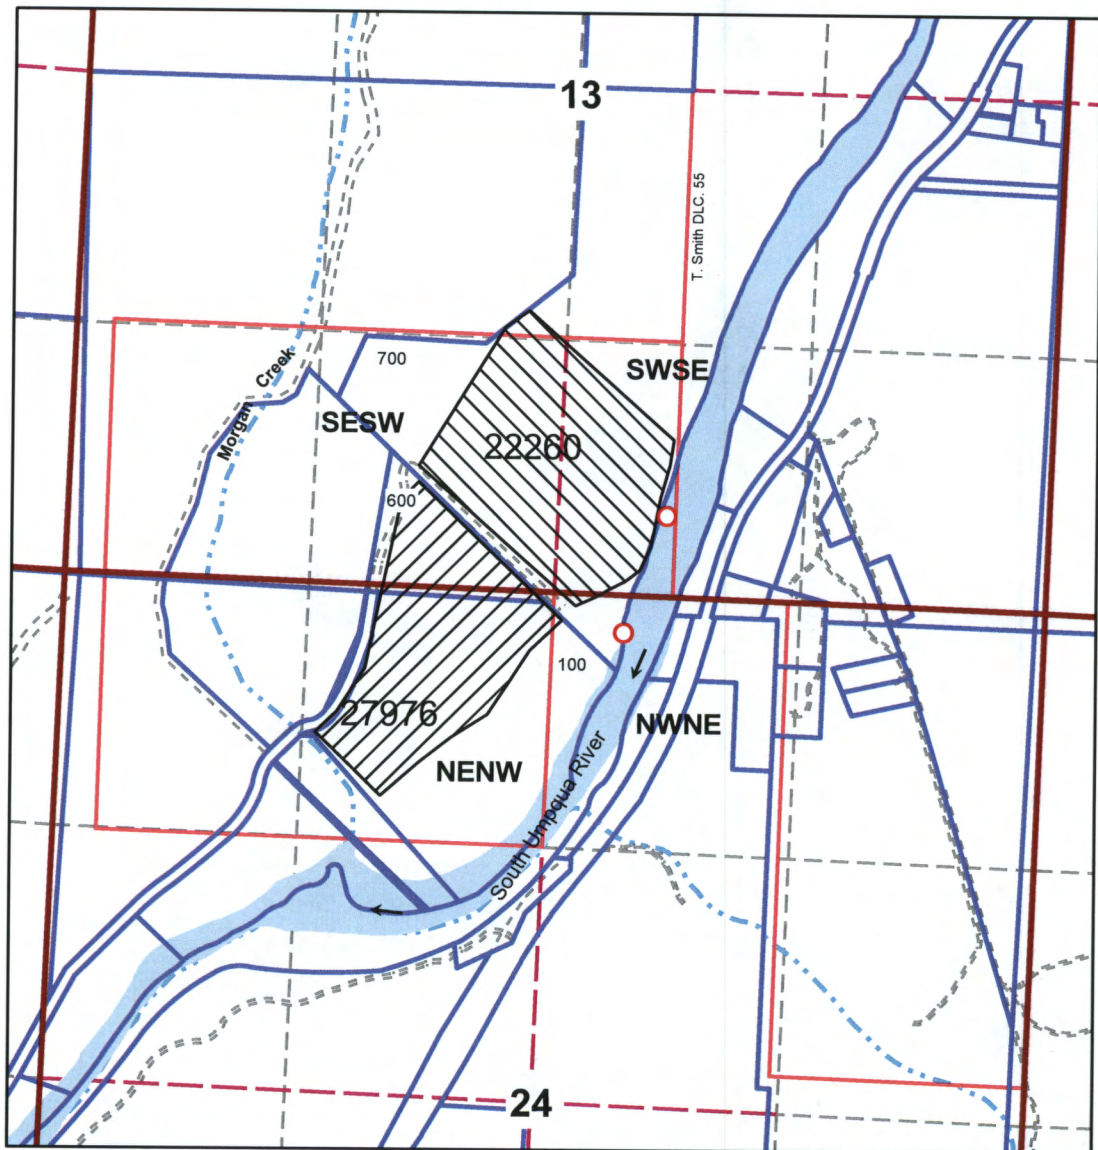 13
T. Smith DLC. 55
700
Morgan Creek
SWSE
SESW
22260
600
100
27976
NWNE
NENW
South Umpqua River
24